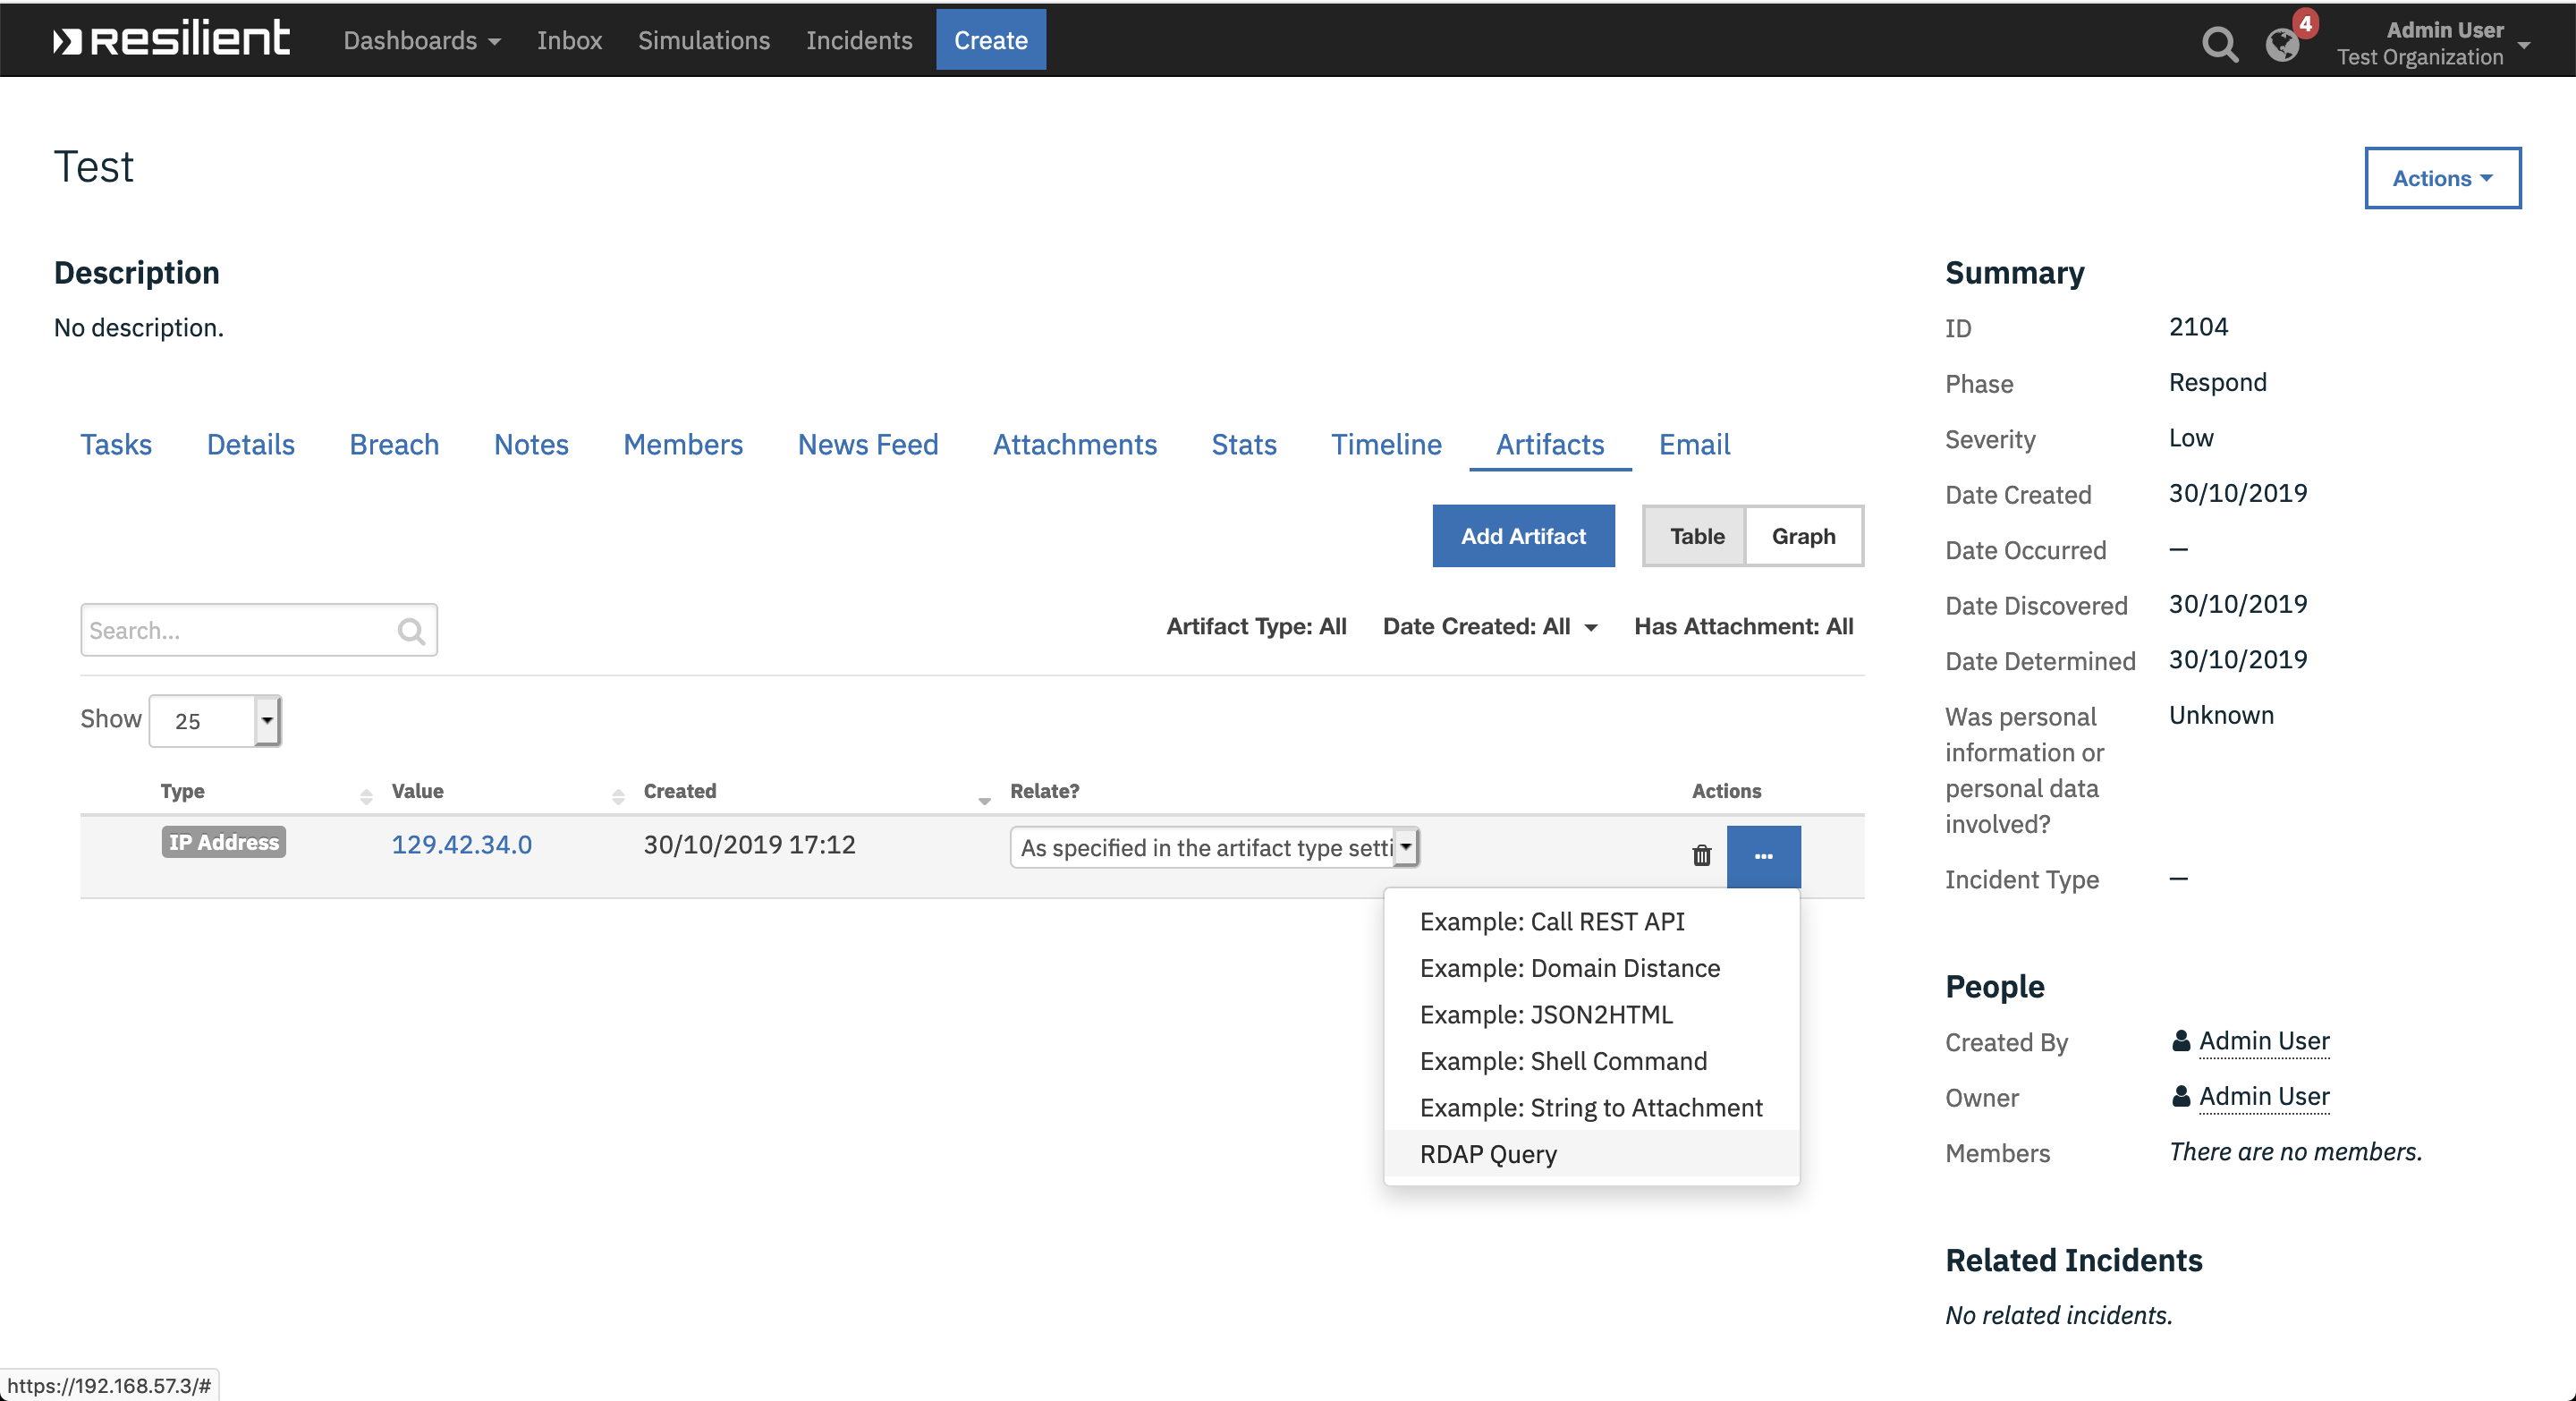 resilient
Dashboards
Inbox
Simulations
Incidents
Create
4
Admin User
Test Organization
Test
Actions
Description
No description.
Tasks
Details
Breach
Notes
Members
News Feed
Attachments
Stats
Timeline
Artifacts
Email
Add Artifact
Table
Graph
Search...
Artifact Type: All
Date Created: All
Has Attachment: All
Show 25
Type
Value
Created
Relate?
Actions
IP Address
129.42.34.0
30/10/2019 17:12
As specified in the artifact type setti
...
Example: Call REST API
Example: Domain Distance
Example: JSON2HTML
Example: Shell Command
Example: String to Attachment
RDAP Query
Summary
ID 2104
Phase Respond
Severity Low
Date Created 30/10/2019
Date Occurred —
Date Discovered 30/10/2019
Date Determined 30/10/2019
Was personal Unknown
information or
personal data
involved?
Incident Type —
People
Created By Admin User
Owner Admin User
Members There are no members.
Related Incidents
No related incidents.
https://192.168.57.3/#